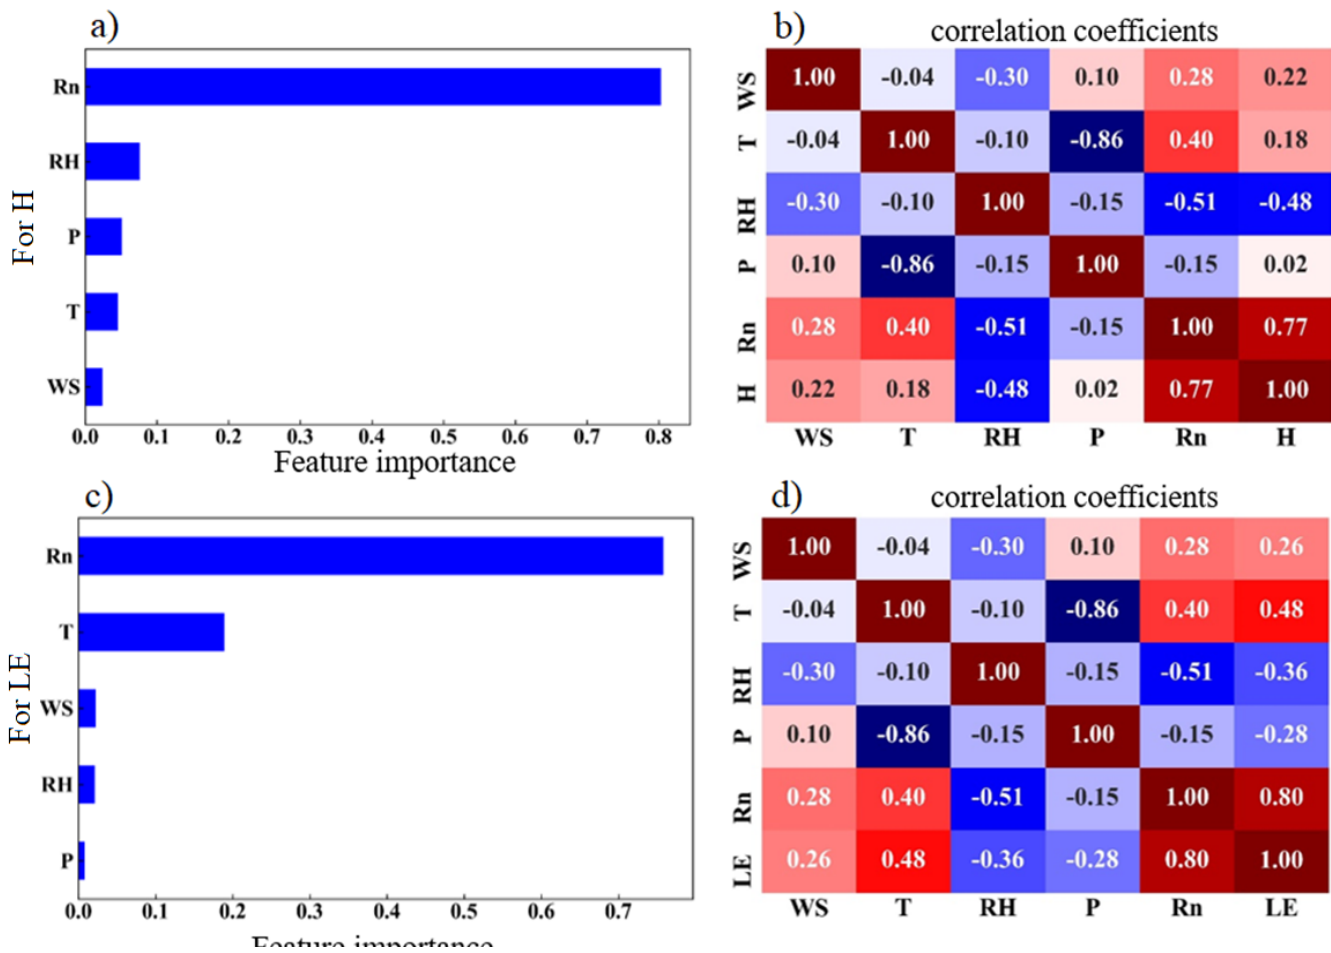 a)
For H
Rn
RH
P
T
WS
0.0 0.1 0.2 0.3 0.4 0.5 0.6 0.7 0.8
Feature importance
b)
correlation coefficients
WS 1.00 -0.04 -0.30 0.10 0.28 0.22
T -0.04 1.00 -0.10 -0.86 0.40 0.18
RH -0.30 -0.10 1.00 -0.15 -0.51 -0.48
P 0.10 -0.86 -0.15 1.00 -0.15 0.02
Rn 0.28 0.40 -0.51 -0.15 1.00 0.77
H 0.22 0.18 -0.48 0.02 0.77 1.00
WS T RH P Rn H
c)
For LE
Rn
T
WS
RH
P
0.0 0.1 0.2 0.3 0.4 0.5 0.6 0.7
Feature importance
d)
correlation coefficients
WS 1.00 -0.04 -0.30 0.10 0.28 0.26
T -0.04 1.00 -0.10 -0.86 0.40 0.48
RH -0.30 -0.10 1.00 -0.15 -0.51 -0.36
P 0.10 -0.86 -0.15 1.00 -0.15 -0.28
Rn 0.28 0.40 -0.51 -0.15 1.00 0.80
LE 0.26 0.48 -0.36 -0.28 0.80 1.00
WS T RH P Rn LE